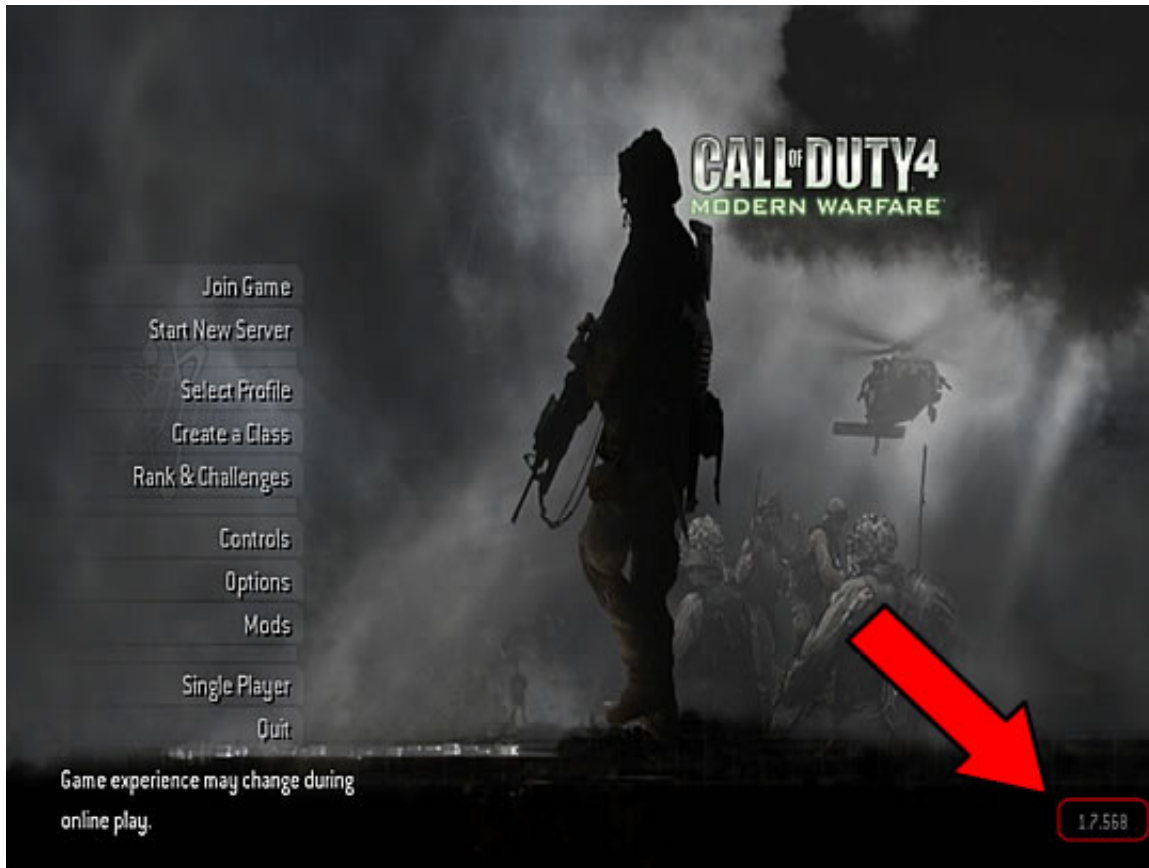 CALL OF DUTY 4
MODERN WARFARE
Join Game
Start New Server
Select Profile
Create a Class
Rank & Challenges
Controls
Options
Mods
Single Player
Quit
Game experience may change during
online play.
1.7.568